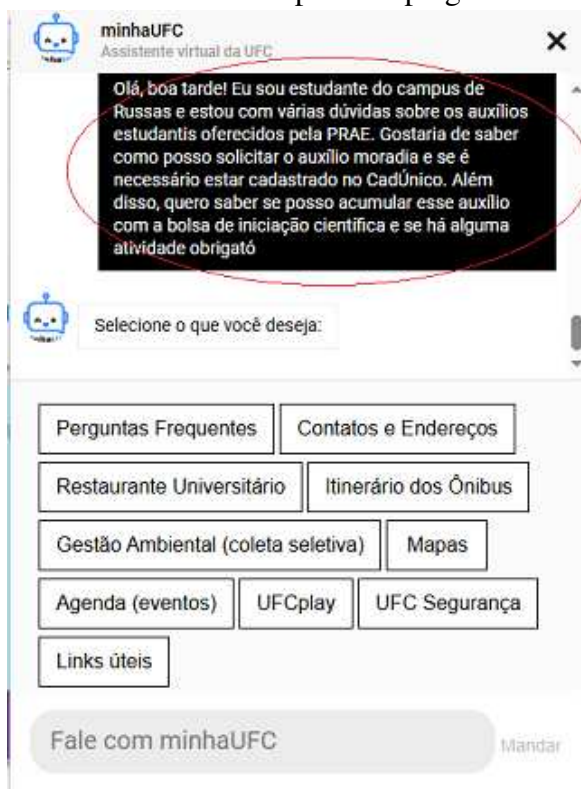 minhaUFC
Assistente virtual da UFC
Olá, boa tarde! Eu sou estudante do campus de
Russas e estou com várias dúvidas sobre os auxílios
estudantis oferecidos pela PRAE. Gostaria de saber
como posso solicitar o auxílio moradia e se é
necessário estar cadastrado no CadÚnico. Além
disso, quero saber se posso acumular esse auxílio
com a bolsa de iniciação científica e se há alguma
atividade obrigató
Selecione o que você deseja:
Perguntas Frequentes Contatos e Endereços
Restaurante Universitário Itinerário dos Ônibus
Gestão Ambiental (coleta seletiva) Mapas
Agenda (eventos) UFCplay UFC Segurança
Links úteis
Fale com minhaUFC Mandar